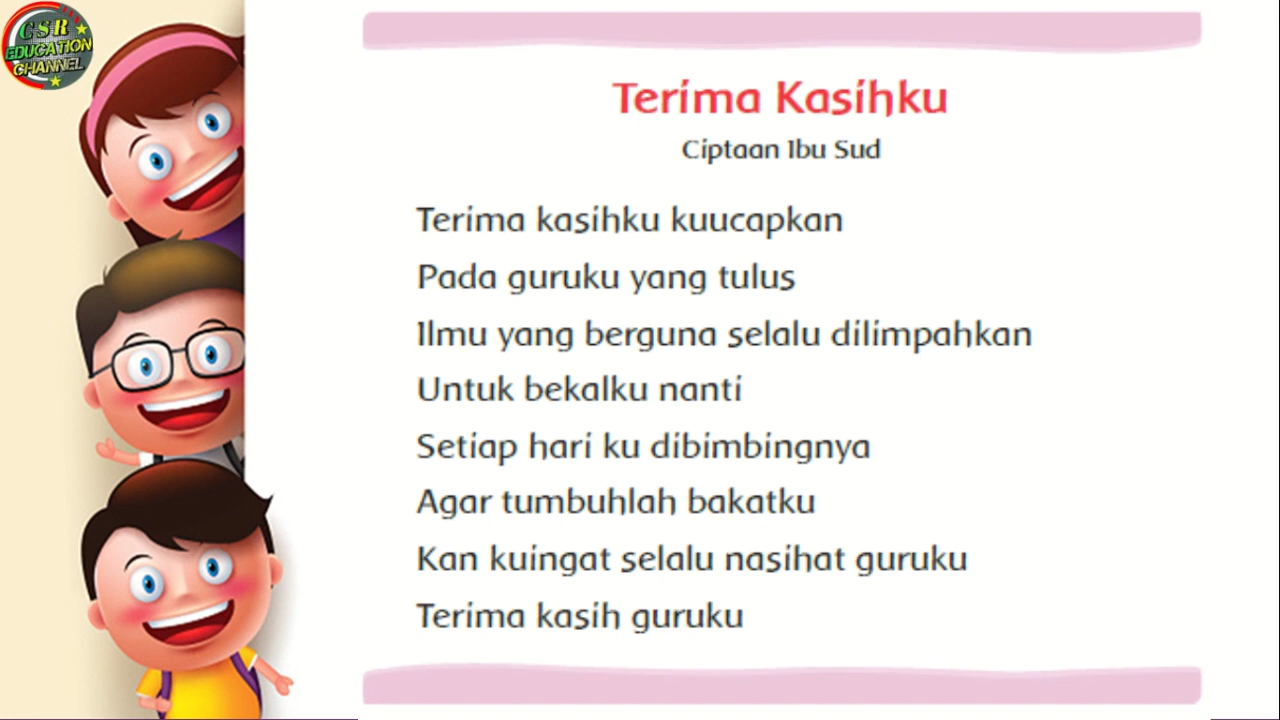 CSR
EDUCATION
CHANNEL
Terima Kasihku
Ciptaan Ibu Sud
Terima kasihku kuucapkan
Pada guruku yang tulus
Ilmu yang berguna selalu dilimpahkan
Untuk bekalku nanti
Setiap hari ku dibimbingnya
Agar tumbuhlah bakatku
Kan kuingat selalu nasihat guruku
Terima kasih guruku